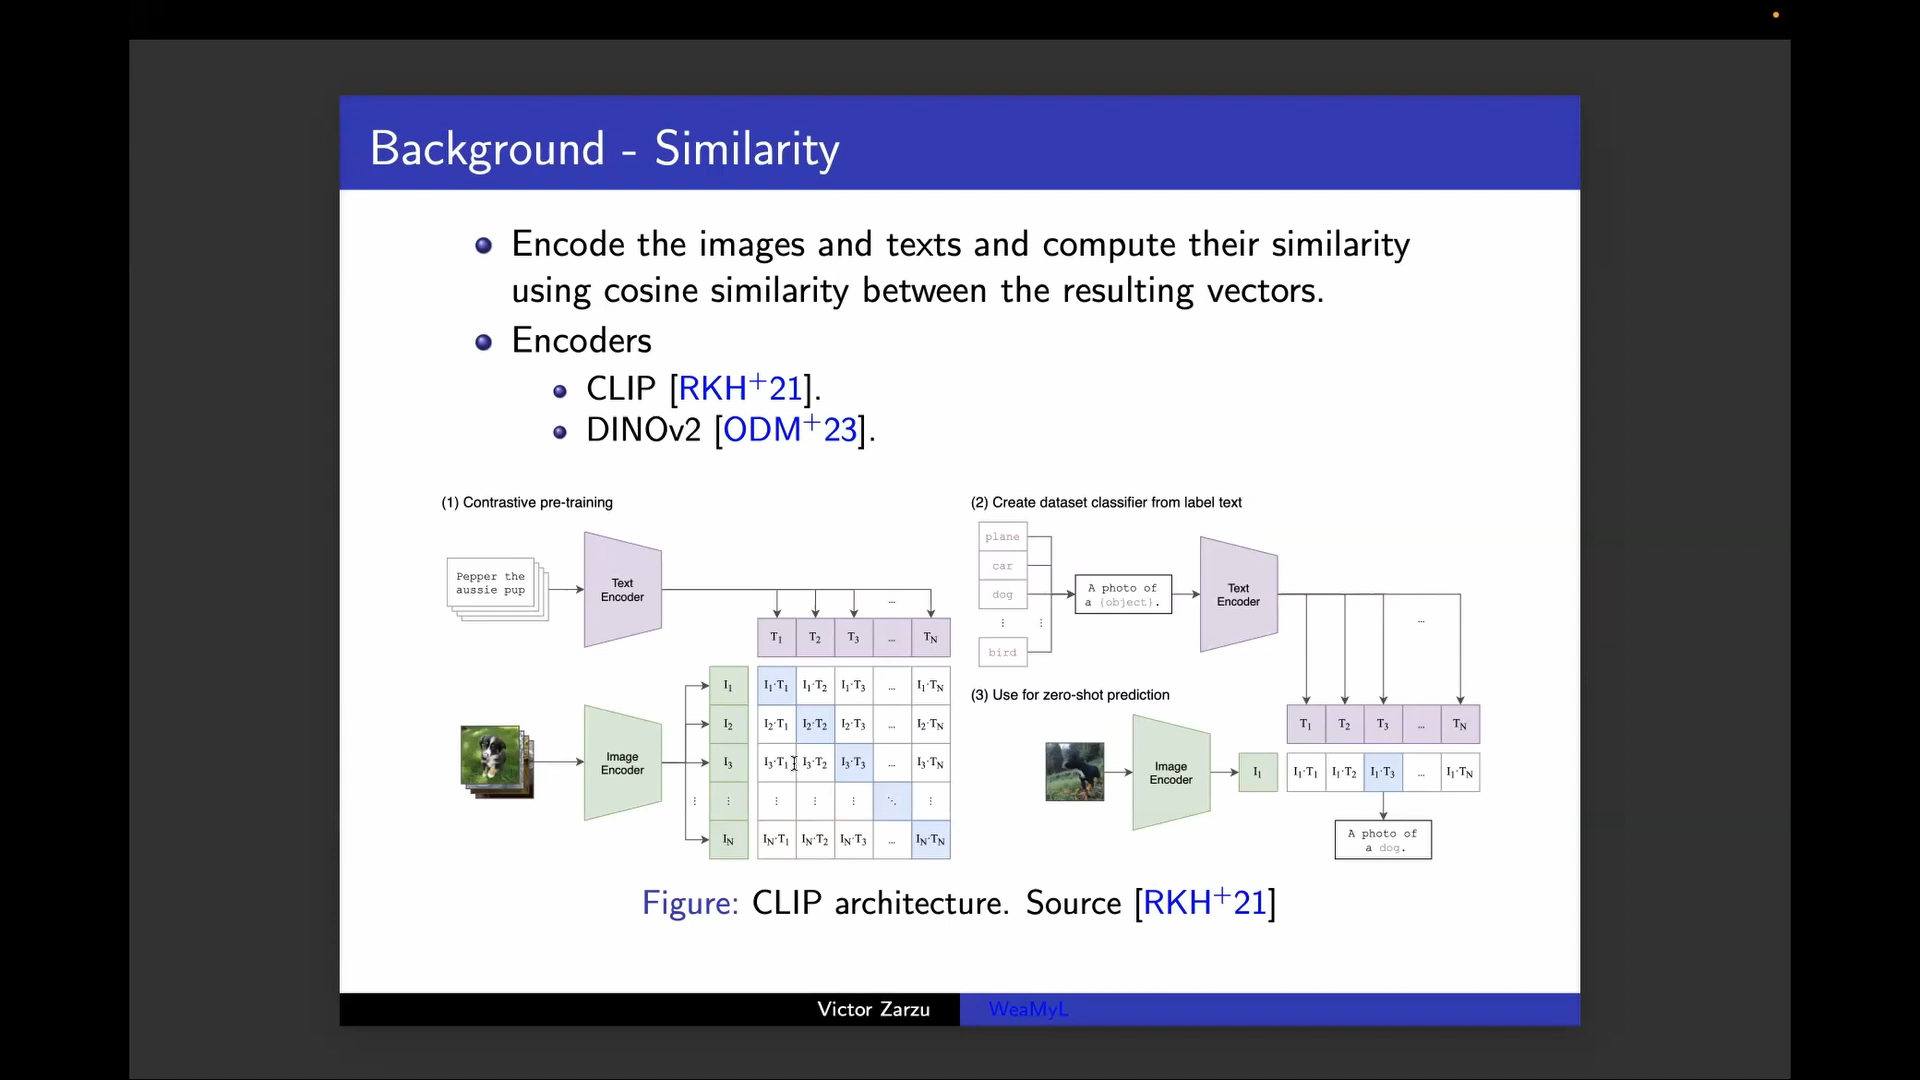 Background - Similarity
Encode the images and texts and compute their similarity
using cosine similarity between the resulting vectors.
Encoders
CLIP [RKH+21].
DINOv2 [ODM+23].
(1) Contrastive pre-training
Pepper the
aussie pup
Text
Encoder
...
T1 T2 T3 ... TN
Image
Encoder
I1 I1·T1 I1·T2 I1·T3 ... I1·TN
I2 I2·T1 I2·T2 I2·T3 ... I2·TN
I3 I3·T1 I3·T2 I3·T3 ... I3·TN
⋮ ⋮ ⋮ ⋮ ⋮ ⋱ ⋮
IN IN·T1 IN·T2 IN·T3 ... IN·TN
(2) Create dataset classifier from label text
plane
car
dog
⋮ ⋮
bird
A photo of
a {object}.
Text
Encoder
...
(3) Use for zero-shot prediction
T1 T2 T3 ... TN
Image
Encoder
I1 I1·T1 I1·T2 I1·T3 ... I1·TN
A photo of
a dog.
Figure: CLIP architecture. Source [RKH+21]
Victor Zarzu WeaMyL